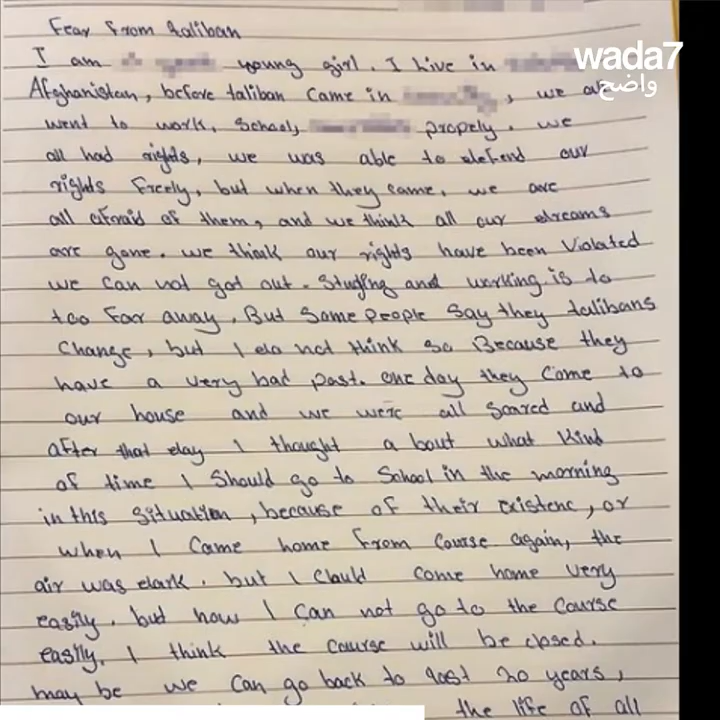 Fear from taliban
I am young girl. I live in
Afghanistan, before taliban came in , we all
went to work, School, propely. we
all had rights, we was able to defend our
rights freely, but when they came, we are
all afraid of them, and we think all our dreams
are gone. we think our rights have been Violated
we can not got out. Studing and working is to
too far away. But Some people say they talibans
Change, but I do not think so Because they
have a very bad past. one day they come to
our house and we were all Scared and
after that day I thought a bout what kind
of time I Should go to School in the morning
in this Situation, because of their existenc, or
when I came home from course again, the
air was dark. but I Could come home very
easily. but now I can not go to the course
easily. I think the course will be closed.
may be we can go back to last 20 years,
the life of all
wada7
واضح